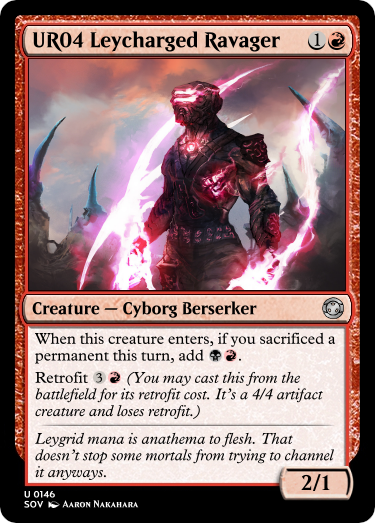 UR04 Leycharged Ravager 1
Creature — Cyborg Berserker
When this creature enters, if you sacrificed a
permanent this turn, add .
Retrofit 3 (You may cast this from the
battlefield for its retrofit cost. It's a 4/4 artifact
creature and loses retrofit.)
Leygrid mana is anathema to flesh. That
doesn't stop some mortals from trying to channel
it anyways.
2/1
U 0146
SOV Aaron Nakahara